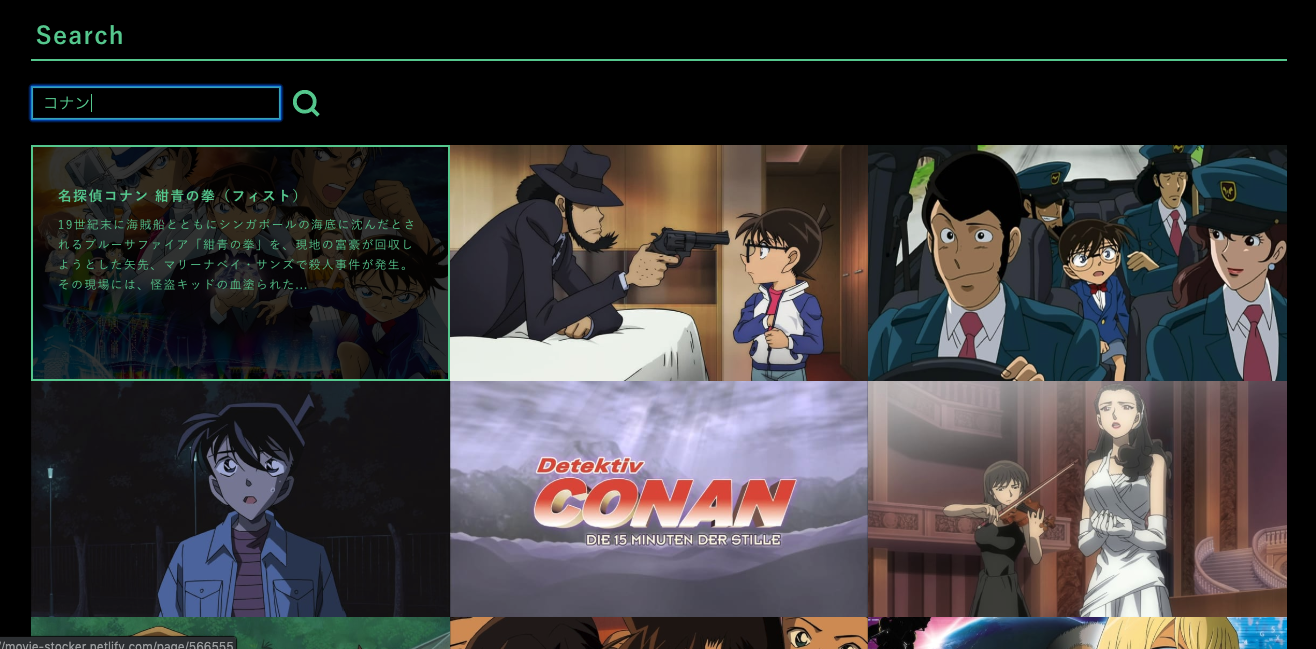 Search
コナン
名探偵コナン 紺青の拳（フィスト）
19世紀末に海賊船とともにシンガポールの海底に沈んだとさ
れるブルーサファイア「紺青の拳」を、現地の富豪が回収し
ようとした矢先、マリーナベイ・サンズで殺人事件が発生。
その現場には、怪盗キッドの血塗られた...
Detektiv
CONAN
DIE 15 MINUTEN DER STILLE
//movie-stocker.netlify.com/page/566555